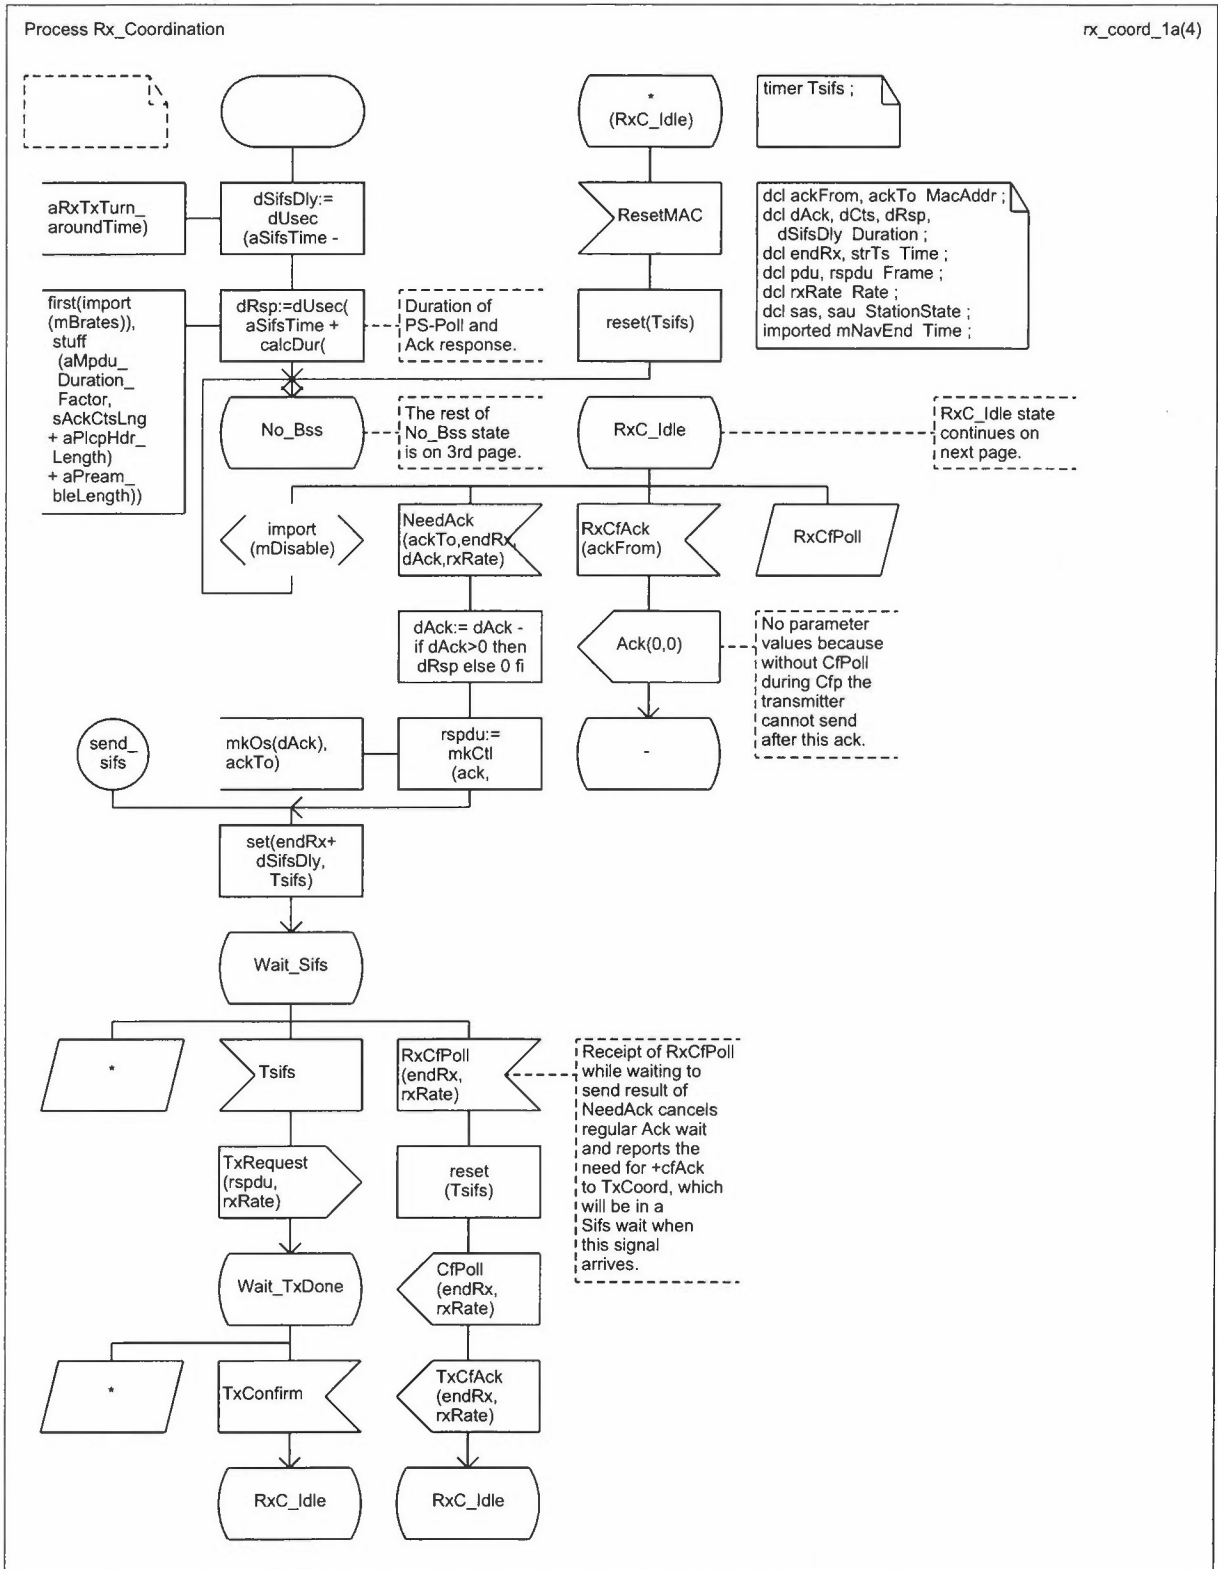 Process Rx_Coordination
rx_coord_1a(4)
*
(RxC_Idle)
timer Tsifs ;
aRxTxTurn_
aroundTime)
dSifsDly:=
dUsec
(aSifsTime -
ResetMAC
dcl ackFrom, ackTo MacAddr ;
dcl dAck, dCts, dRsp,
dSifsDly Duration ;
dcl endRx, strTs Time ;
dcl pdu, rspdu Frame ;
dcl rxRate Rate ;
dcl sas, sau StationState ;
imported mNavEnd Time ;
first(import
(mBrates)),
stuff
(aMpdu_
Duration_
Factor,
sAckCtsLng
+ aPlcpHdr_
Length)
+ aPream_
bleLength))
dRsp:=dUsec(
aSifsTime +
calcDur(
Duration of
PS-Poll and
Ack response.
reset(Tsifs)
No_Bss
The rest of
No_Bss state
is on 3rd page.
RxC_Idle
RxC_Idle state
continues on
next page.
import
(mDisable)
NeedAck
(ackTo,endRx,
dAck,rxRate)
RxCfAck
(ackFrom)
RxCfPoll
dAck:= dAck -
if dAck>0 then
dRsp else 0 fi
Ack(0,0)
No parameter
values because
without CfPoll
during Cfp the
transmitter
cannot send
after this ack.
send_
sifs
mkOs(dAck),
ackTo)
rspdu:=
mkCtl
(ack,
-
set(endRx+
dSifsDly,
Tsifs)
Wait_Sifs
*
Tsifs
RxCfPoll
(endRx,
rxRate)
Receipt of RxCfPoll
while waiting to
send result of
NeedAck cancels
regular Ack wait
and reports the
need for +cfAck
to TxCoord, which
will be in a
Sifs wait when
this signal
arrives.
TxRequest
(rspdu,
rxRate)
reset
(Tsifs)
Wait_TxDone
CfPoll
(endRx,
rxRate)
*
TxConfirm
TxCfAck
(endRx,
rxRate)
RxC_Idle
RxC_Idle